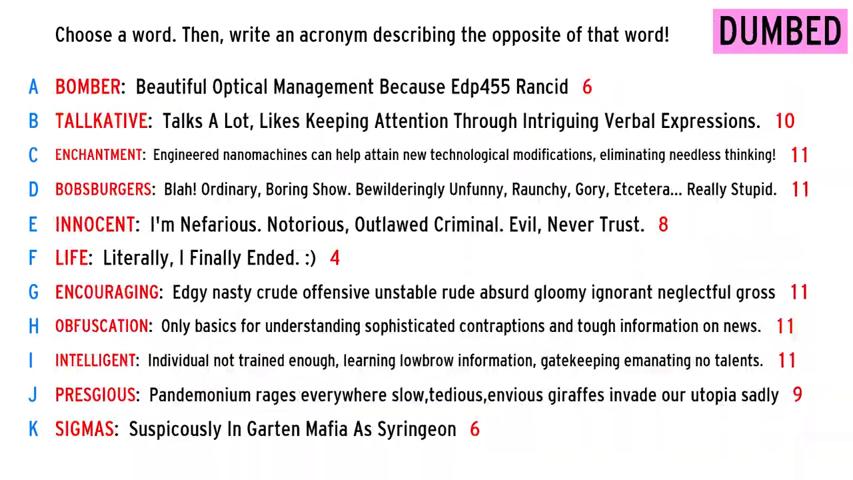 Choose a word. Then, write an acronym describing the opposite of that word!
DUMBED
A BOMBER: Beautiful Optical Management Because Edp455 Rancid 6
B TALLKATIVE: Talks A Lot, Likes Keeping Attention Through Intriguing Verbal Expressions. 10
C ENCHANTMENT: Engineered nanomachines can help attain new technological modifications, eliminating needless thinking! 11
D BOBSBURGERS: Blah! Ordinary, Boring Show. Bewilderingly Unfunny, Raunchy, Gory, Etcetera... Really Stupid. 11
E INNOCENT: I'm Nefarious. Notorious, Outlawed Criminal. Evil, Never Trust. 8
F LIFE: Literally, I Finally Ended. :) 4
G ENCOURAGING: Edgy nasty crude offensive unstable rude absurd gloomy ignorant neglectful gross 11
H OBFUSCATION: Only basics for understanding sophisticated contraptions and tough information on news. 11
I INTELLIGENT: Individual not trained enough, learning lowbrow information, gatekeeping emanating no talents. 11
J PRESGIOUS: Pandemonium rages everywhere slow,tedious,envious giraffes invade our utopia sadly 9
K SIGMAS: Suspicously In Garten Mafia As Syringeon 6